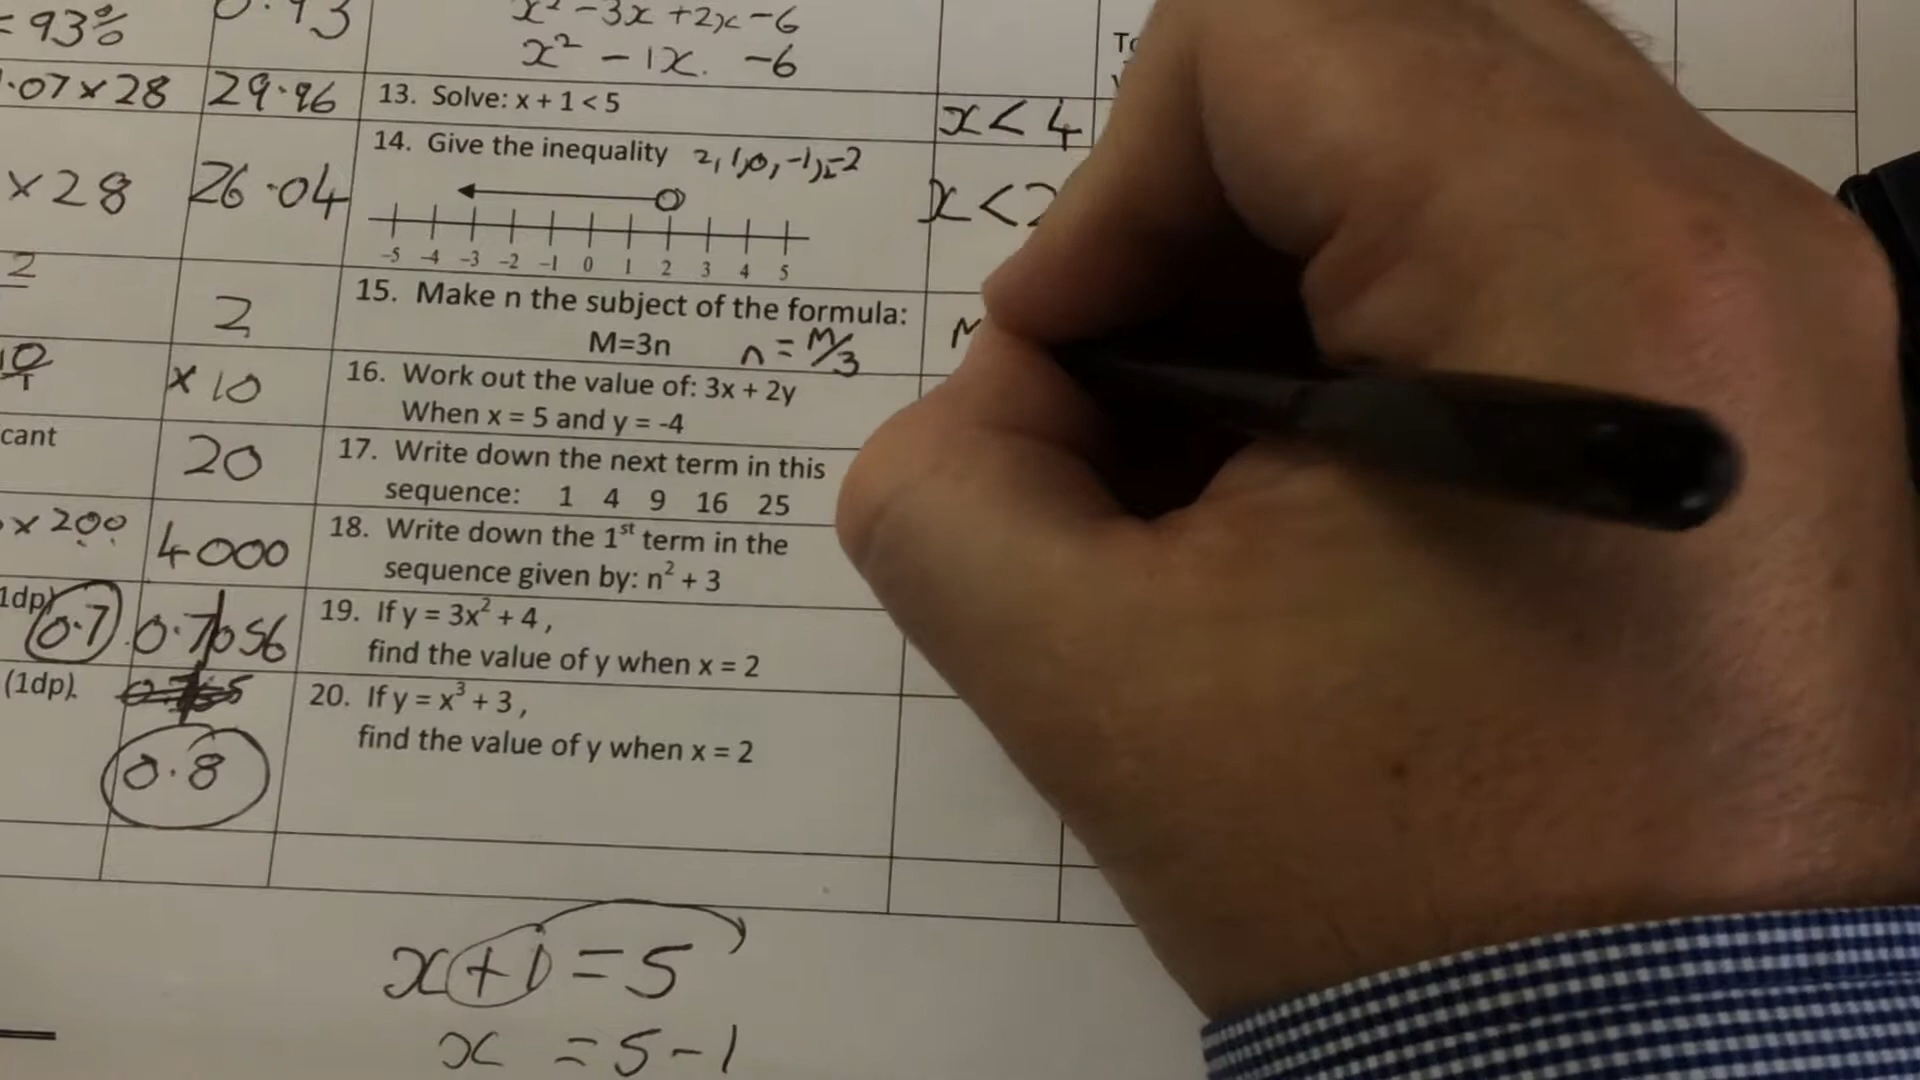 = 93%
0.93
x² - 3x + 2x - 6
x² - 1x. - 6
.07 × 28
29.96
13. Solve: x + 1 < 5
x < 4
14. Give the inequality 2, 1, 0, -1, -2
× 28
26.04
x < 2
-5 -4 -3 -2 -1 0 1 2 3 4 5
2
2
15. Make n the subject of the formula:
M=3n n = M/3
× 10
16. Work out the value of: 3x + 2y
When x = 5 and y = -4
cant
20
17. Write down the next term in this
sequence: 1 4 9 16 25
× 200
4000
18. Write down the 1st term in the
sequence given by: n² + 3
1dp)
0.7
0.7056
19. If y = 3x² + 4 ,
find the value of y when x = 2
(1dp).
0.8
20. If y = x³ + 3 ,
find the value of y when x = 2
x + 1 = 5
x = 5 - 1